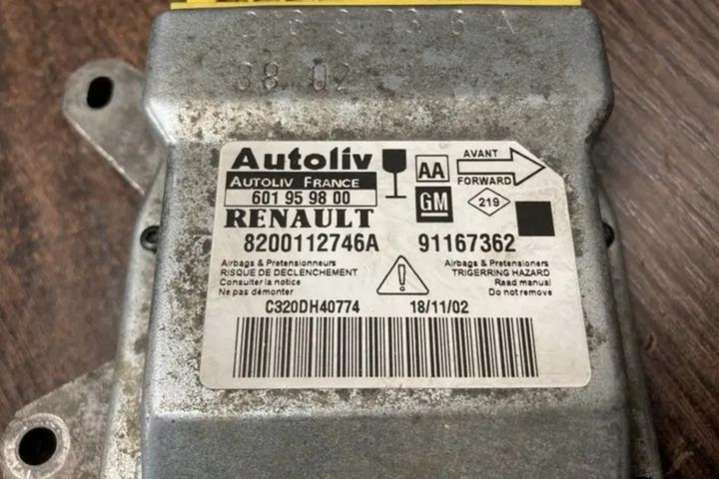 08 02
Autoliv
AUTOLIV FRANCE
601 95 98 00
RENAULT
8200112746A
AA
GM
AVANT
FORWARD
219
91167362
Airbags & Pretensionneurs
RISQUE DE DECLENCHEMENT
Consulter la notice
Ne pas démonter
Airbags & Pretensioners
TRIGERRING HAZARD
Read manual
Do not remove
C320DH40774
18/11/02